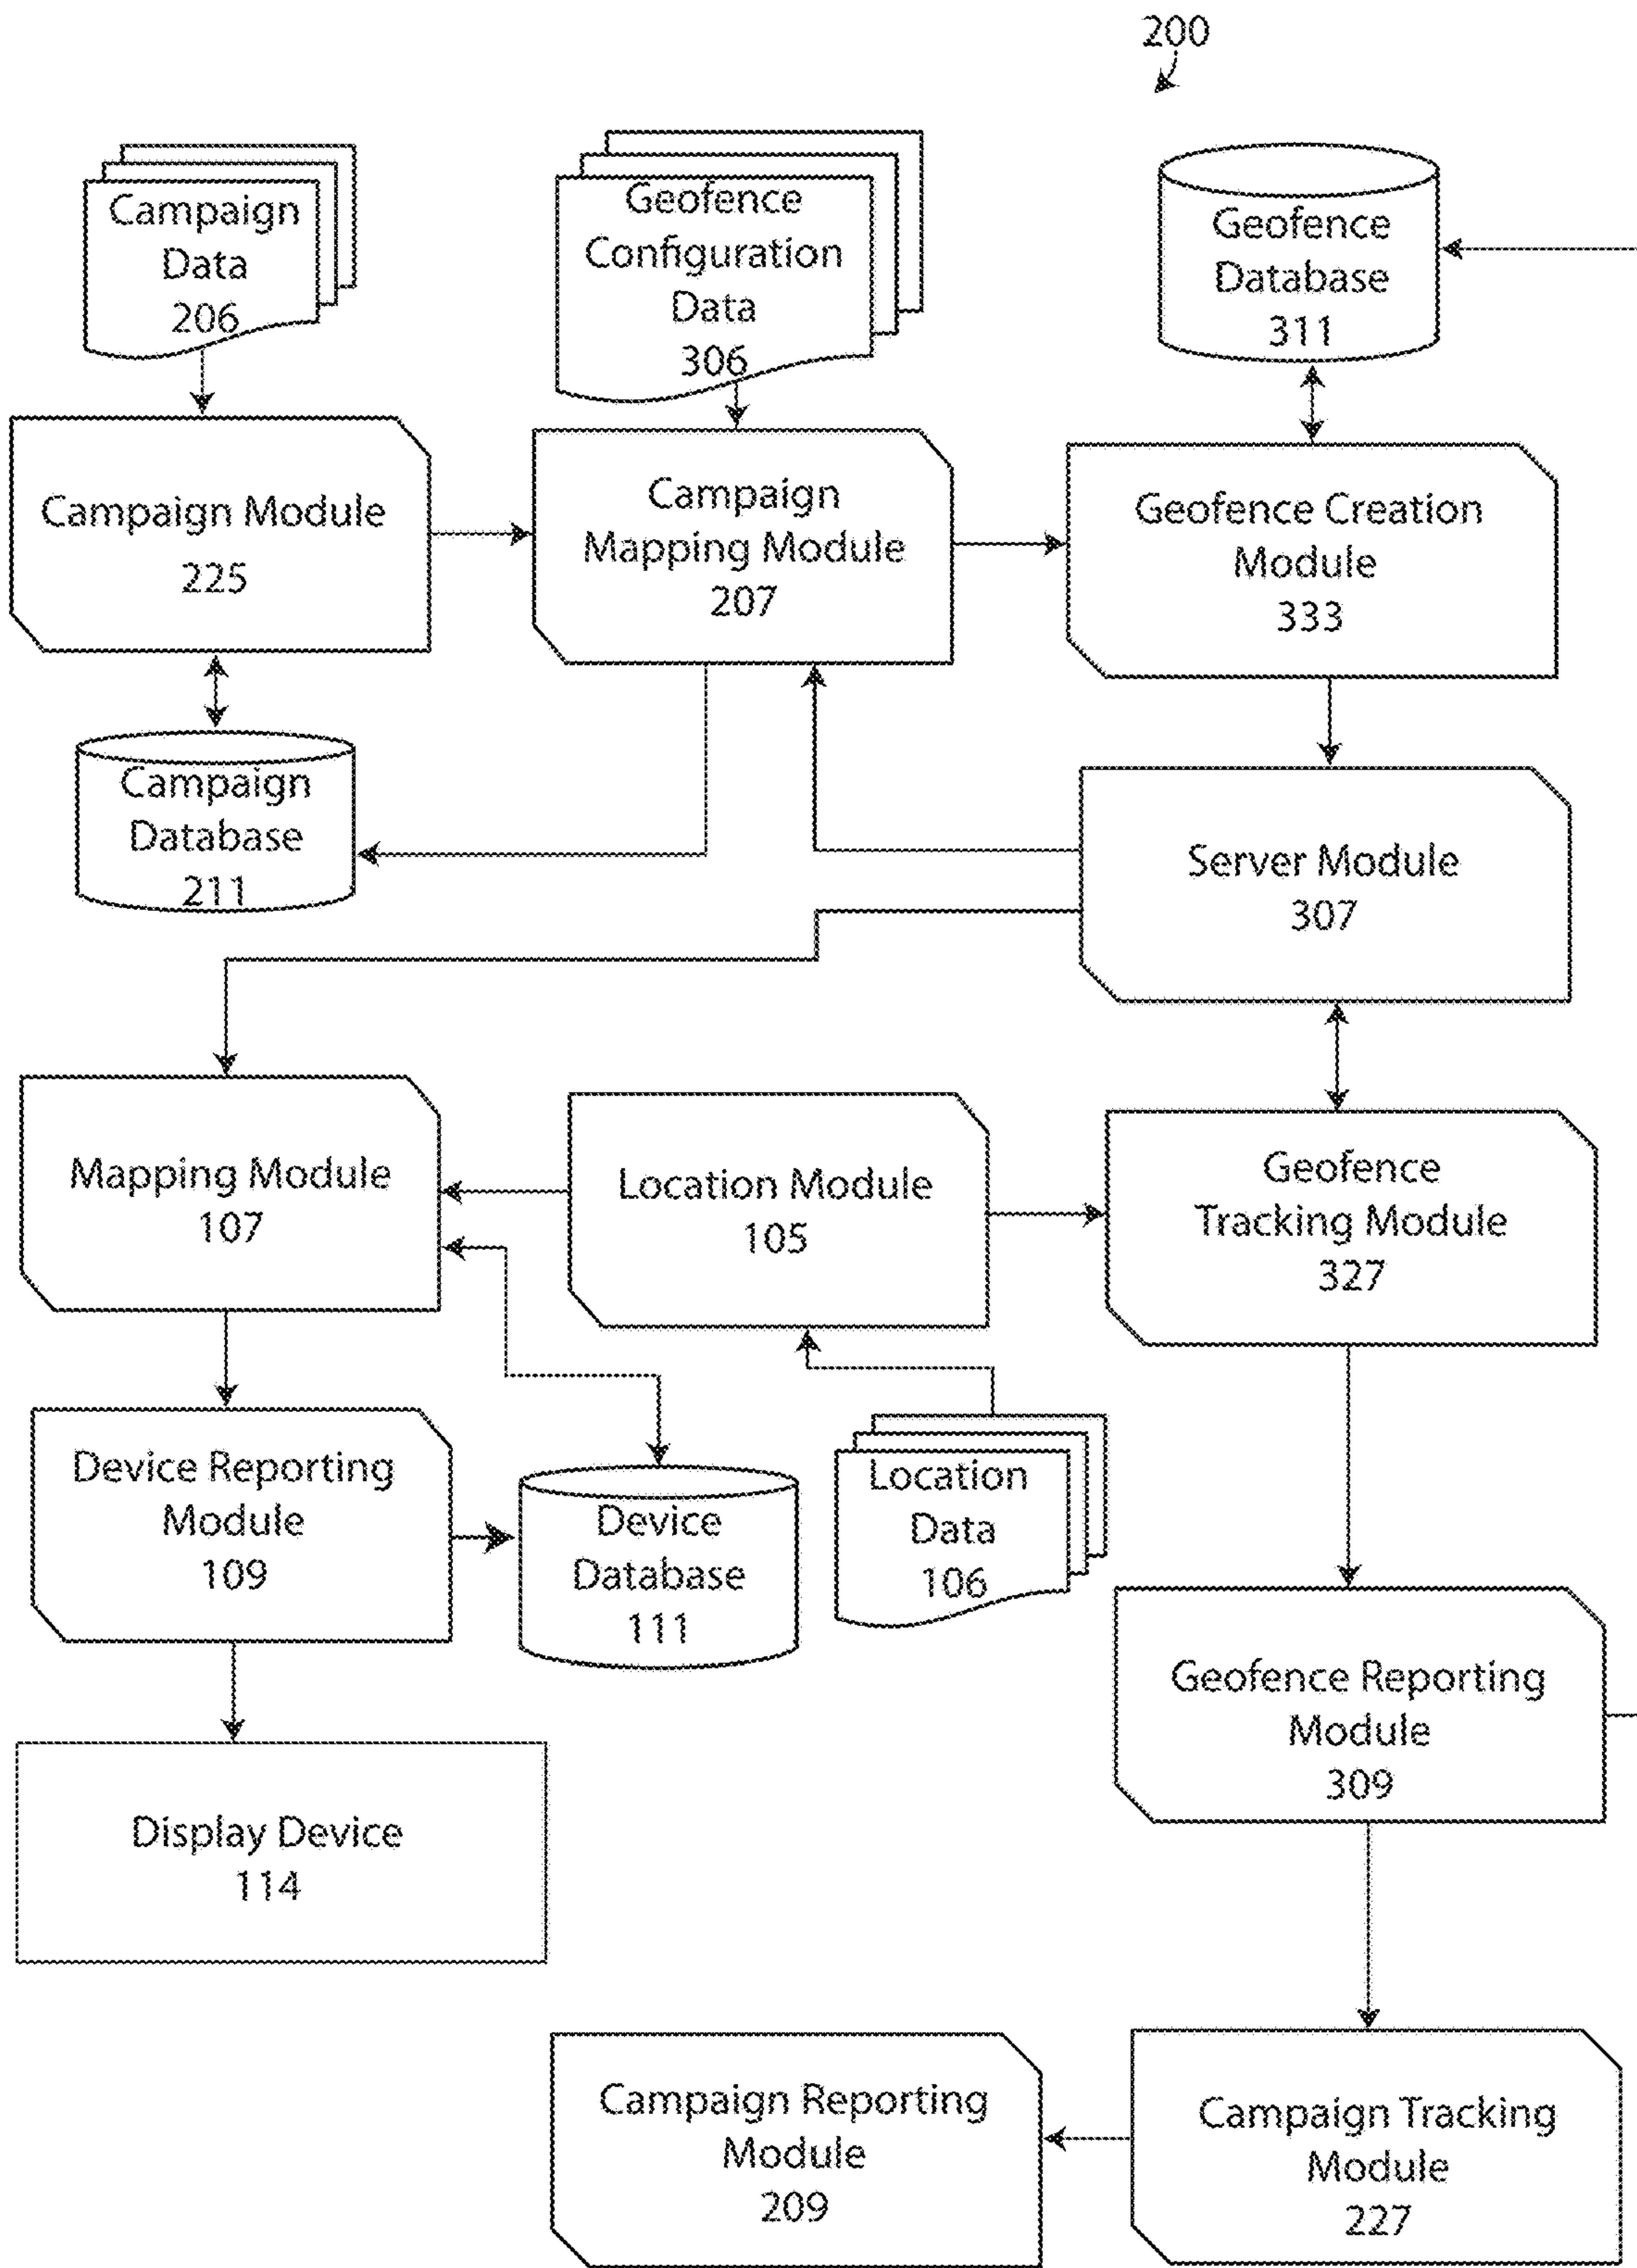 200
Campaign
Data
206
Geofence
Configuration
Data
306
Geofence
Database
311
Campaign Module
225
Campaign
Mapping Module
207
Geofence Creation
Module
333
Campaign
Database
211
Server Module
307
Mapping Module
107
Location Module
105
Geofence
Tracking Module
327
Device Reporting
Module
109
Device
Database
111
Location
Data
106
Geofence Reporting
Module
309
Display Device
114
Campaign Reporting
Module
209
Campaign Tracking
Module
227